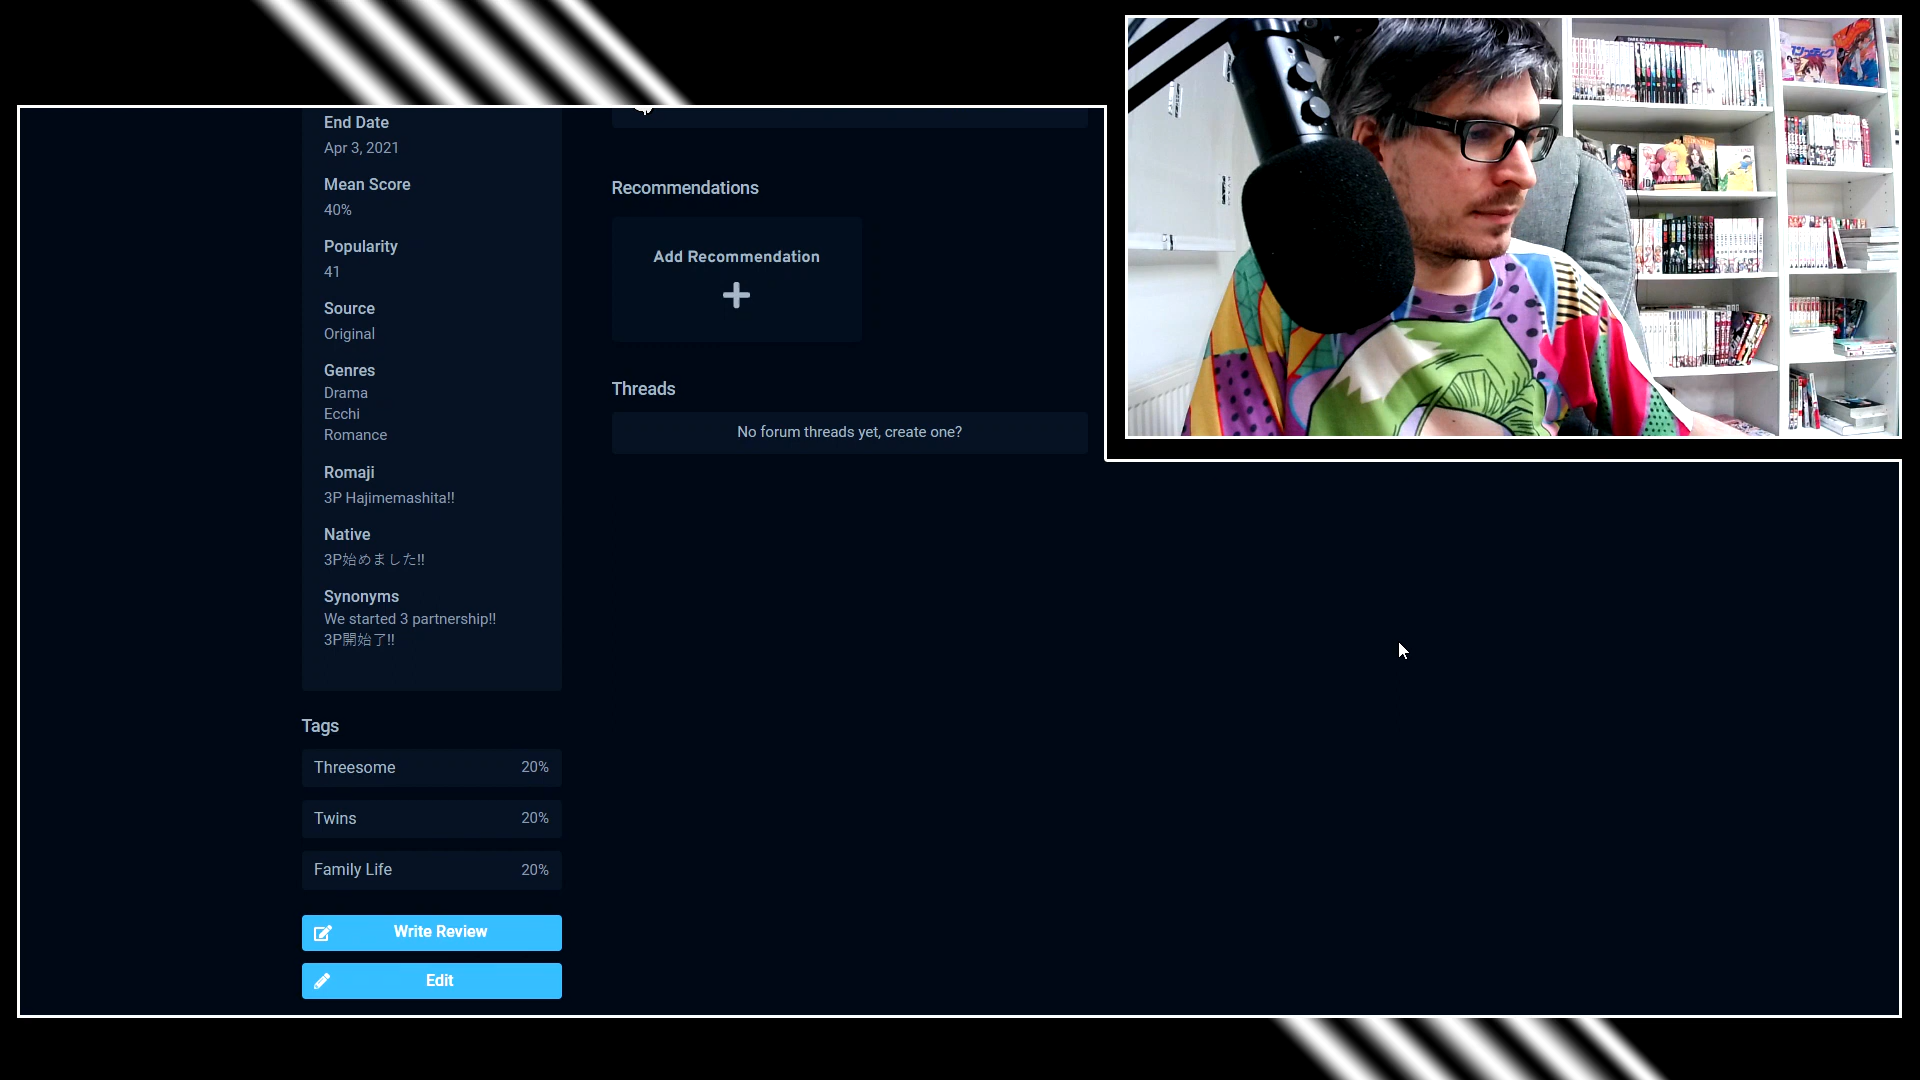 End Date
Apr 3, 2021
Mean Score
40%
Popularity
41
Source
Original
Genres
Drama
Ecchi
Romance
Romaji
3P Hajimemashita!!
Native
3P始めました!!
Synonyms
We started 3 partnership!!
3P開始了!!
Tags
Threesome 20%
Twins 20%
Family Life 20%
Write Review
Edit
Recommendations
Add Recommendation
Threads
No forum threads yet, create one?